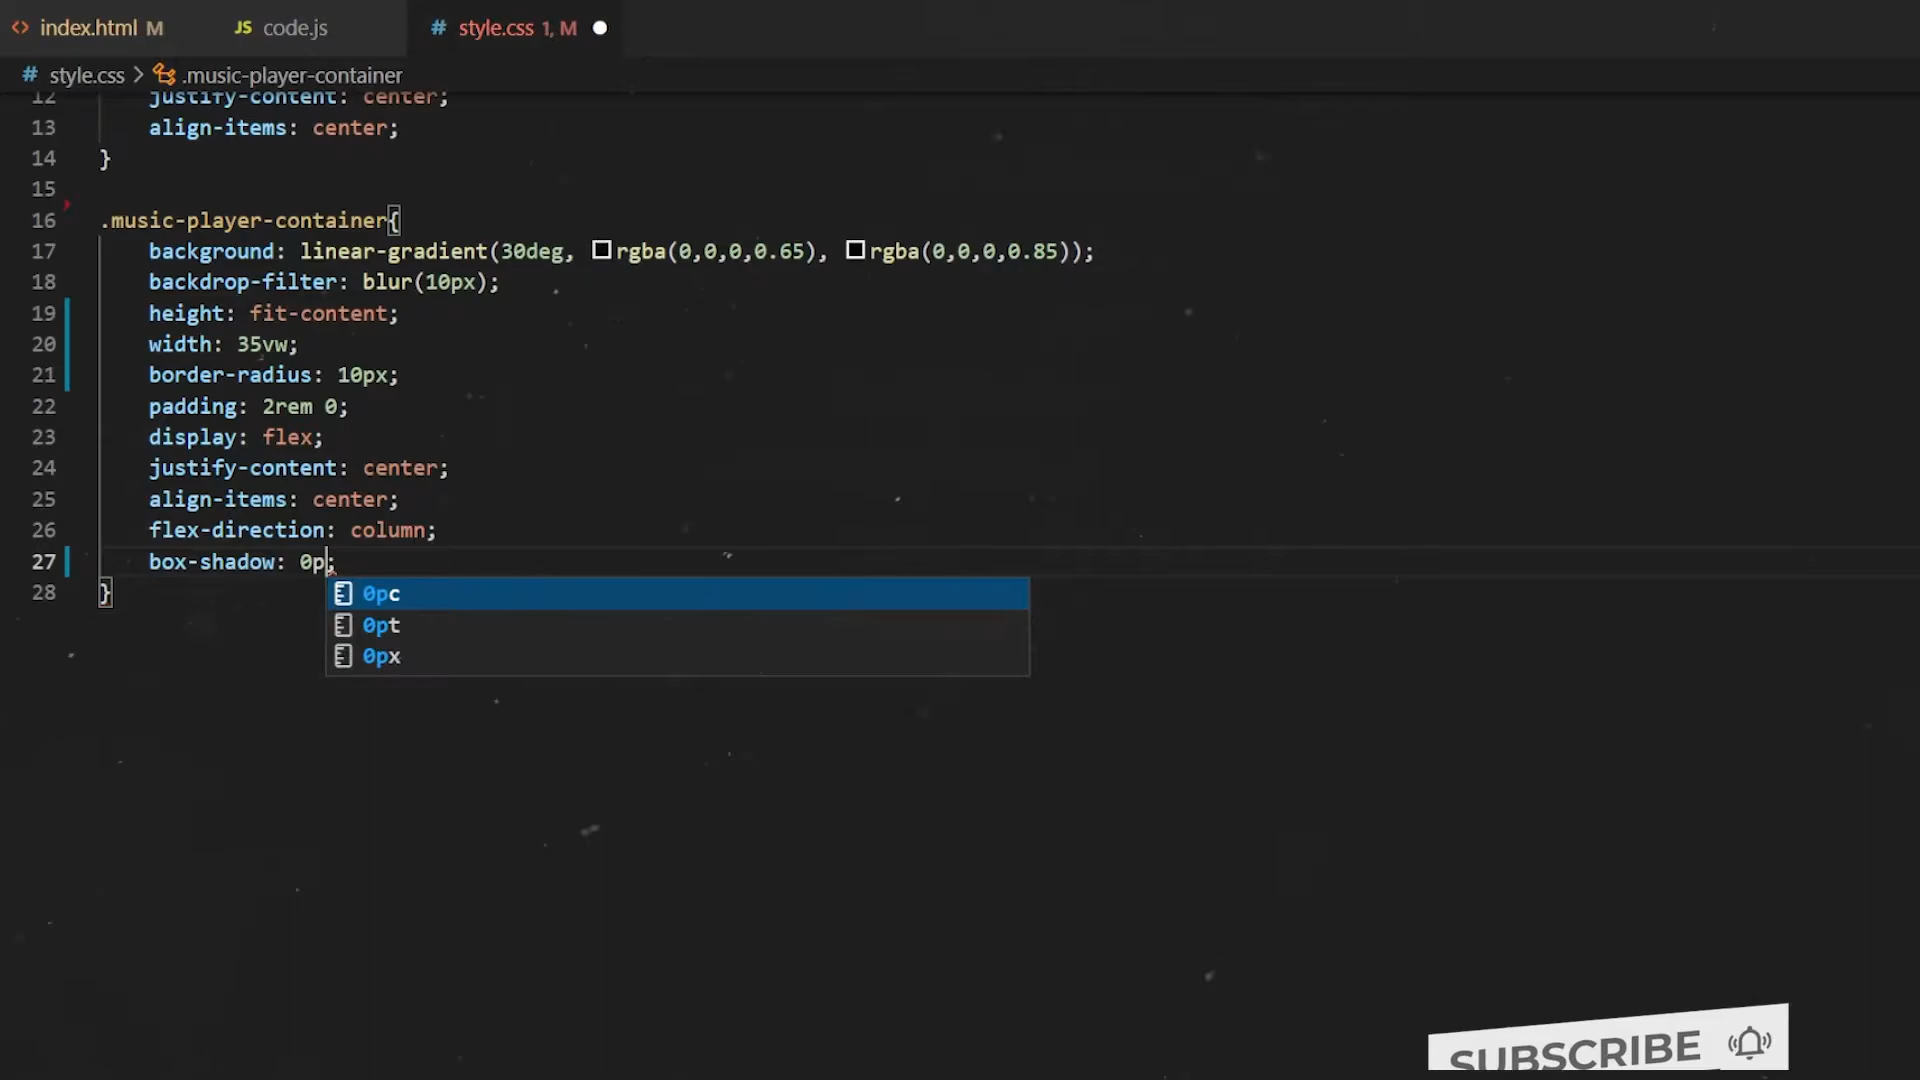 index.html M JS code.js # style.css 1, M
# style.css > .music-player-container
12 justify-content: center;
13 align-items: center;
14 }
15
16 .music-player-container{
17 background: linear-gradient(30deg, rgba(0,0,0,0.65), rgba(0,0,0,0.85));
18 backdrop-filter: blur(10px);
19 height: fit-content;
20 width: 35vw;
21 border-radius: 10px;
22 padding: 2rem 0;
23 display: flex;
24 justify-content: center;
25 align-items: center;
26 flex-direction: column;
27 box-shadow: 0p;
28 }
0pc
0pt
0px
SUBSCRIBE